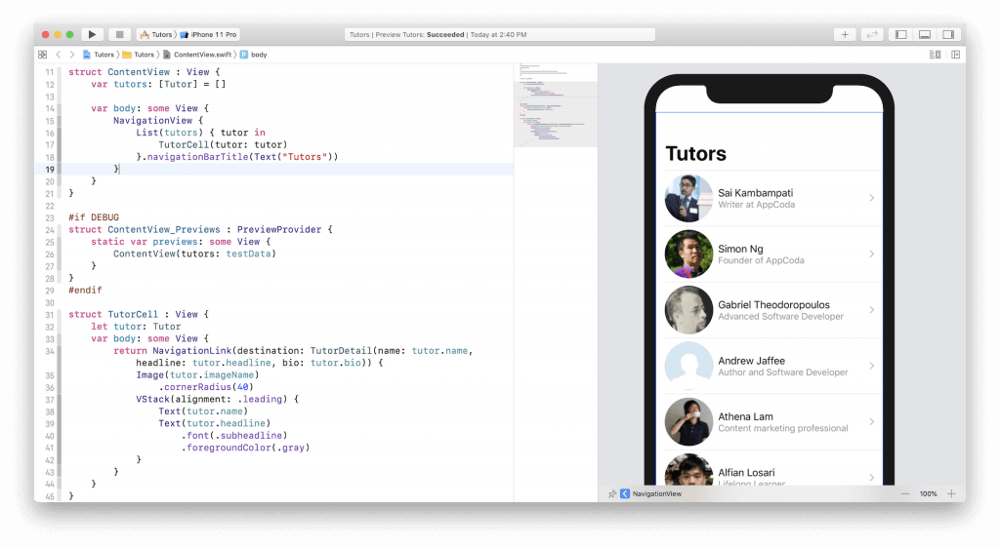 Tutors iPhone 11 Pro
Tutors | Preview Tutors: Succeeded | Today at 2:40 PM
Tutors Tutors ContentView.swift P body
11 struct ContentView : View {
12 var tutors: [Tutor] = []
13
14 var body: some View {
15 NavigationView {
16 List(tutors) { tutor in
17 TutorCell(tutor: tutor)
18 }.navigationBarTitle(Text("Tutors"))
19 }
20 }
21 }
22
23 #if DEBUG
24 struct ContentView_Previews : PreviewProvider {
25 static var previews: some View {
26 ContentView(tutors: testData)
27 }
28 }
29 #endif
30
31 struct TutorCell : View {
32 let tutor: Tutor
33 var body: some View {
34 return NavigationLink(destination: TutorDetail(name: tutor.name,
headline: tutor.headline, bio: tutor.bio)) {
35 Image(tutor.imageName)
36 .cornerRadius(40)
37 VStack(alignment: .leading) {
38 Text(tutor.name)
39 Text(tutor.headline)
40 .font(.subheadline)
41 .foregroundColor(.gray)
42 }
43 }
44 }
45 }
Tutors
Sai Kambampati
Writer at AppCoda
Simon Ng
Founder of AppCoda
Gabriel Theodoropoulos
Advanced Software Developer
Andrew Jaffee
Author and Software Developer
Athena Lam
Content marketing professional
Alfian Losari
Lifelong Learner
NavigationView
100%